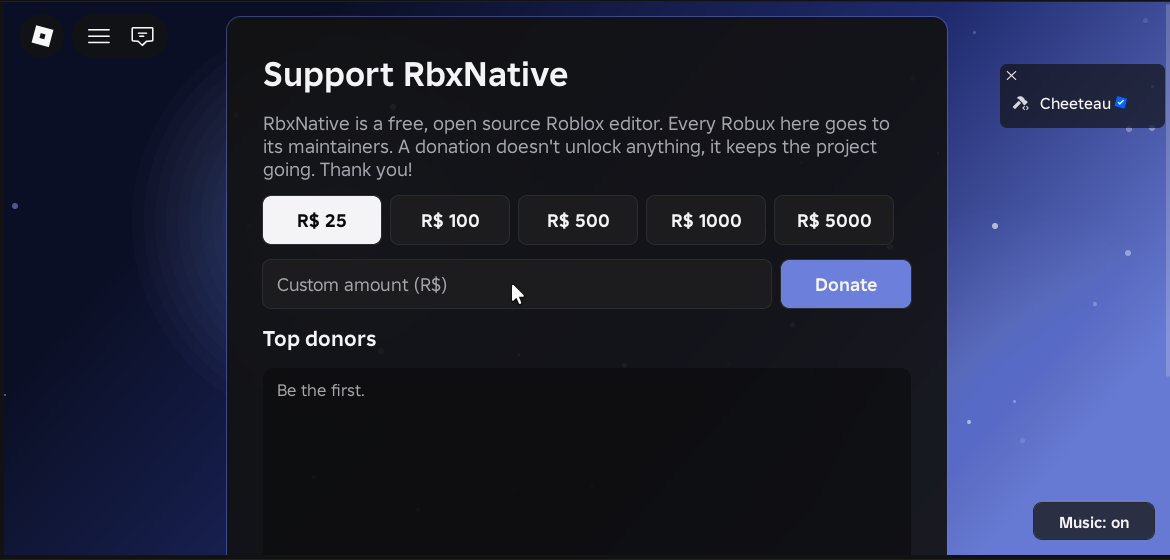 Support RbxNative
RbxNative is a free, open source Roblox editor. Every Robux here goes to
its maintainers. A donation doesn't unlock anything, it keeps the project
going. Thank you!
R$ 25
R$ 100
R$ 500
R$ 1000
R$ 5000
Custom amount (R$)
Donate
Top donors
Be the first.
Cheeteau
Music: on